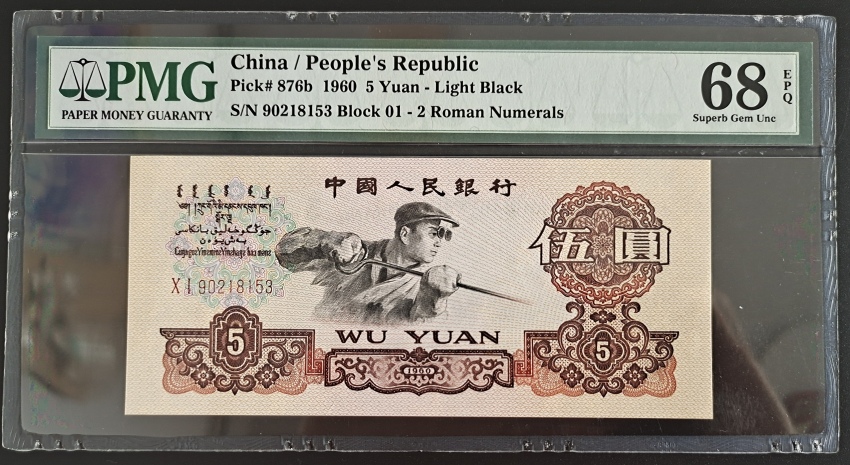 PMG
PAPER MONEY GUARANTY
China / People's Republic
Pick# 876b 1960 5 Yuan - Light Black
S/N 90218153 Block 01 - 2 Roman Numerals
68
EPQ
Superb Gem Unc
中國人民銀行
X I 90218153
伍圓
WU YUAN
5
1960
5